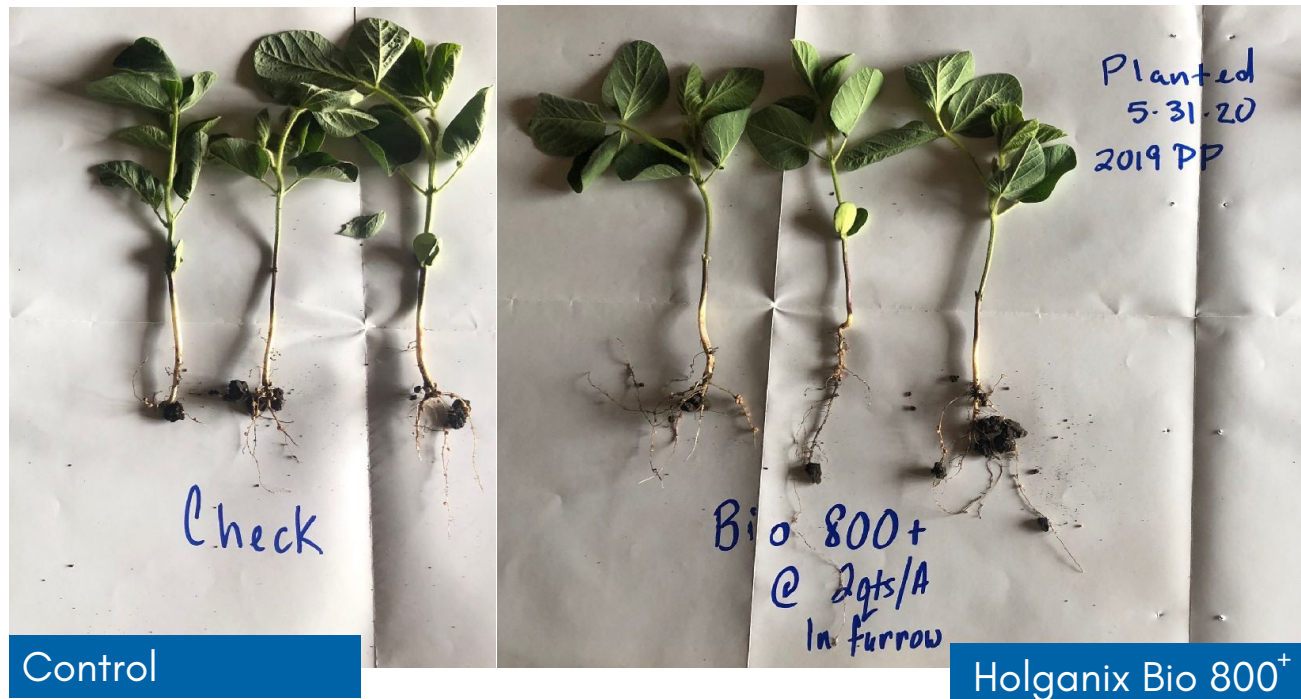 Check
Control
Planted
5-31-20
2019 PP
Bio 800+
@ 2qts/A
In furrow
Holganix Bio 800+